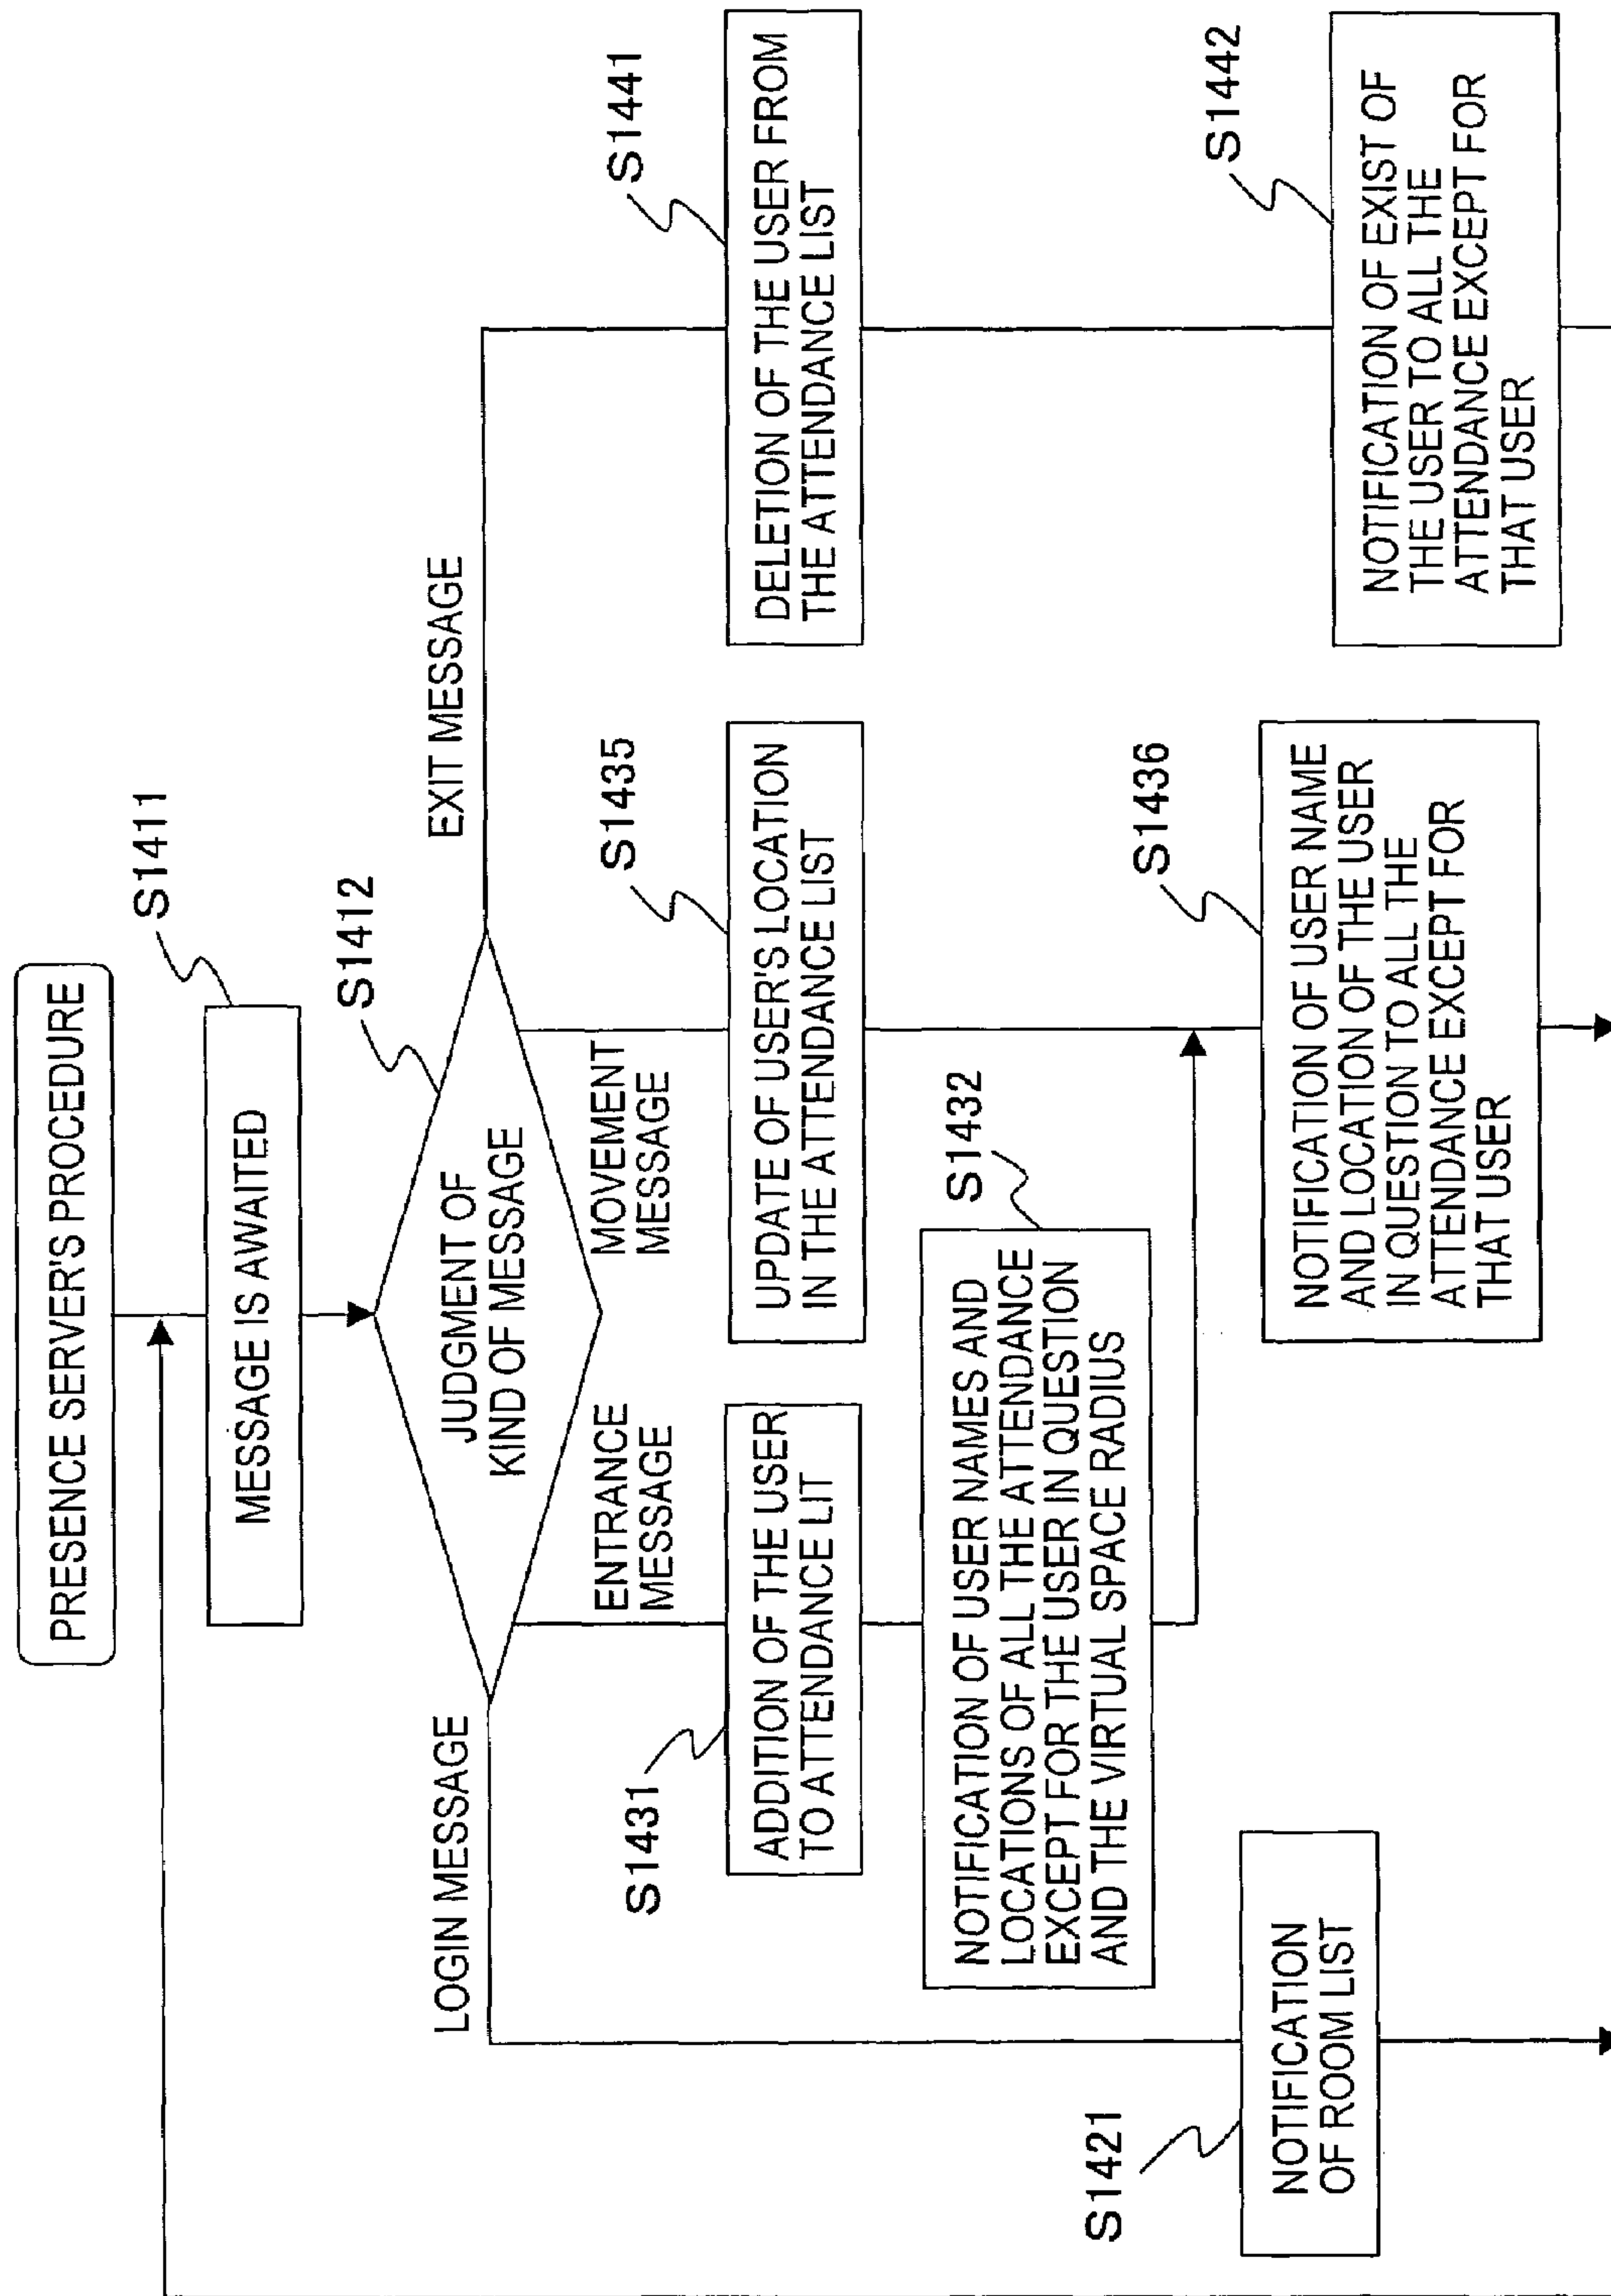 PRESENCE SERVER'S PROCEDURE
S1411
MESSAGE IS AWAITED
S1412
JUDGMENT OF
KIND OF MESSAGE
LOGIN MESSAGE
ENTRANCE
MESSAGE
MOVEMENT
MESSAGE
EXIT MESSAGE
S1431
ADDITION OF THE USER
TO ATTENDANCE LIT
S1435
UPDATE OF USER'S LOCATION
IN THE ATTENDANCE LIST
S1441
DELETION OF THE USER FROM
THE ATTENDANCE LIST
S1432
NOTIFICATION OF USER NAMES AND
LOCATIONS OF ALL THE ATTENDANCE
EXCEPT FOR THE USER IN QUESTION
AND THE VIRTUAL SPACE RADIUS
S1421
NOTIFICATION
OF ROOM LIST
S1436
NOTIFICATION OF USER NAME
AND LOCATION OF THE USER
IN QUESTION TO ALL THE
ATTENDANCE EXCEPT FOR
THAT USER
S1442
NOTIFICATION OF EXIST OF
THE USER TO ALL THE
ATTENDANCE EXCEPT FOR
THAT USER